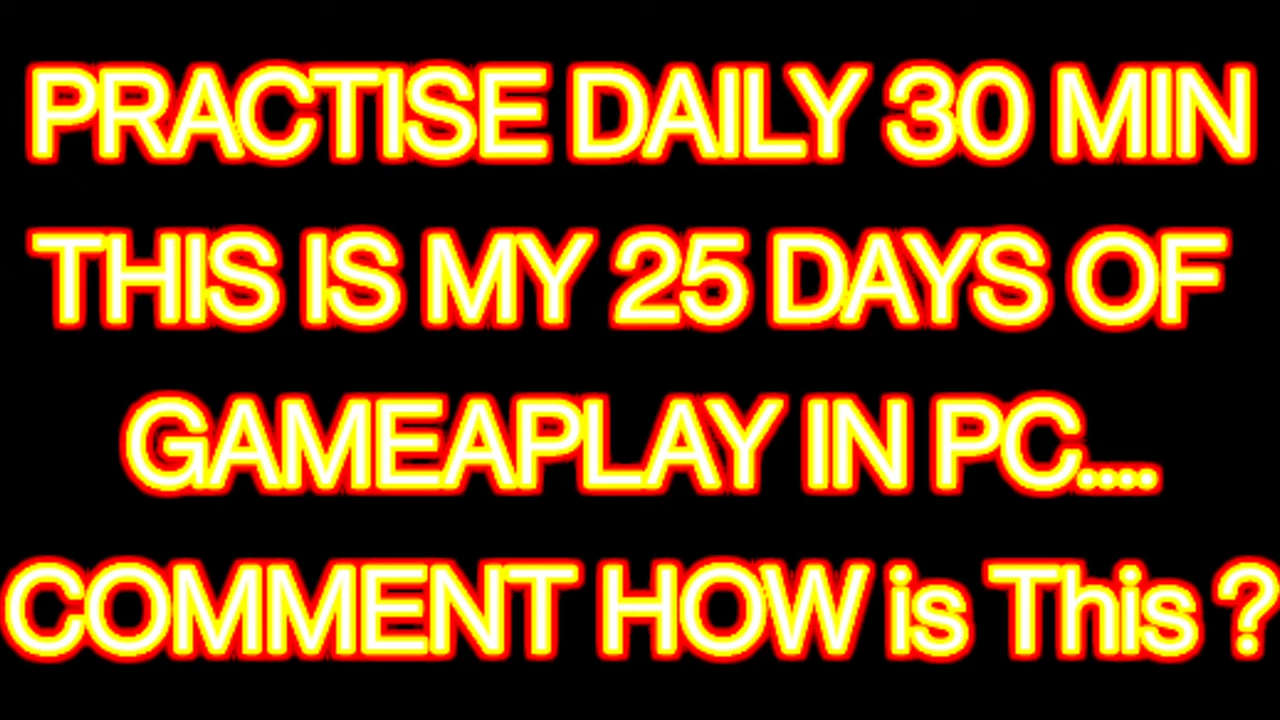 PRACTISE DAILY 30 MIN
THIS IS MY 25 DAYS OF
GAMEAPLAY IN PC....
COMMENT HOW is This ?